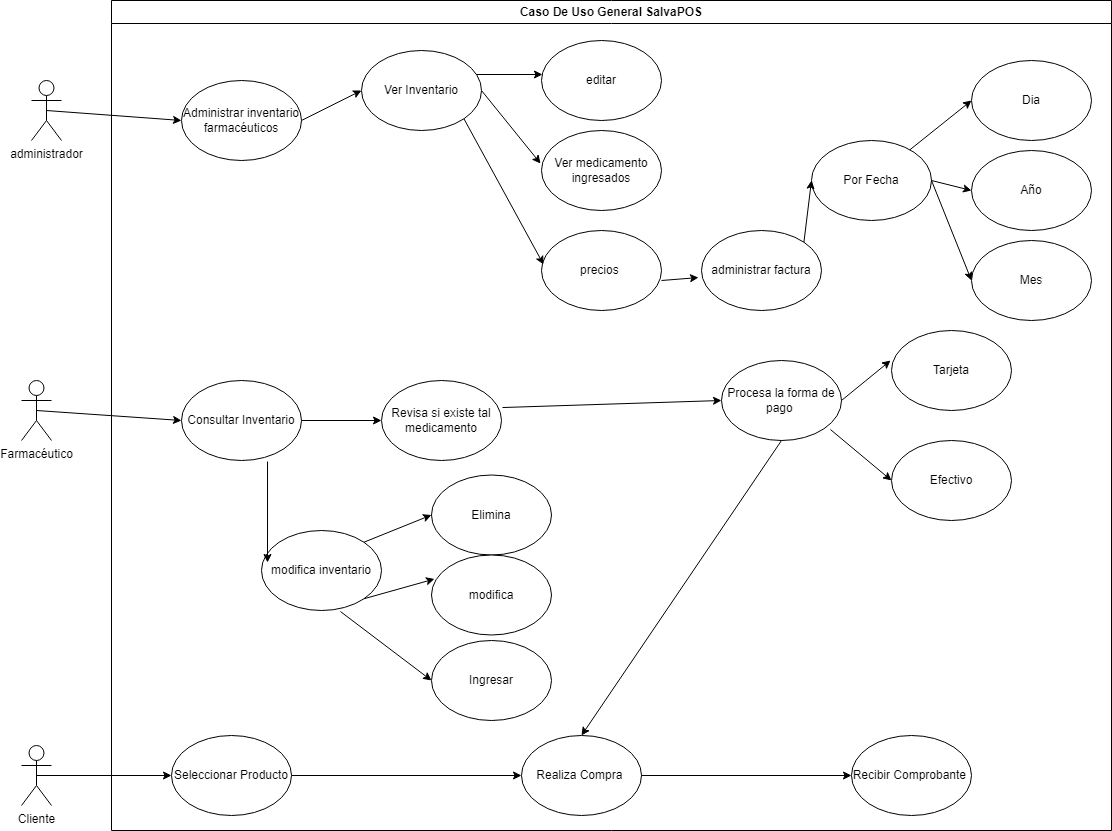 Caso De Uso General SalvaPOS
administrador
Administrar inventario
farmacéuticos
Ver Inventario
editar
Ver medicamento
ingresados
precios
administrar factura
Por Fecha
Dia
Año
Mes
Farmacéutico
Consultar Inventario
Revisa si existe tal
medicamento
Procesa la forma de
pago
Tarjeta
Efectivo
modifica inventario
Elimina
modifica
Ingresar
Cliente
Seleccionar Producto
Realiza Compra
Recibir Comprobante